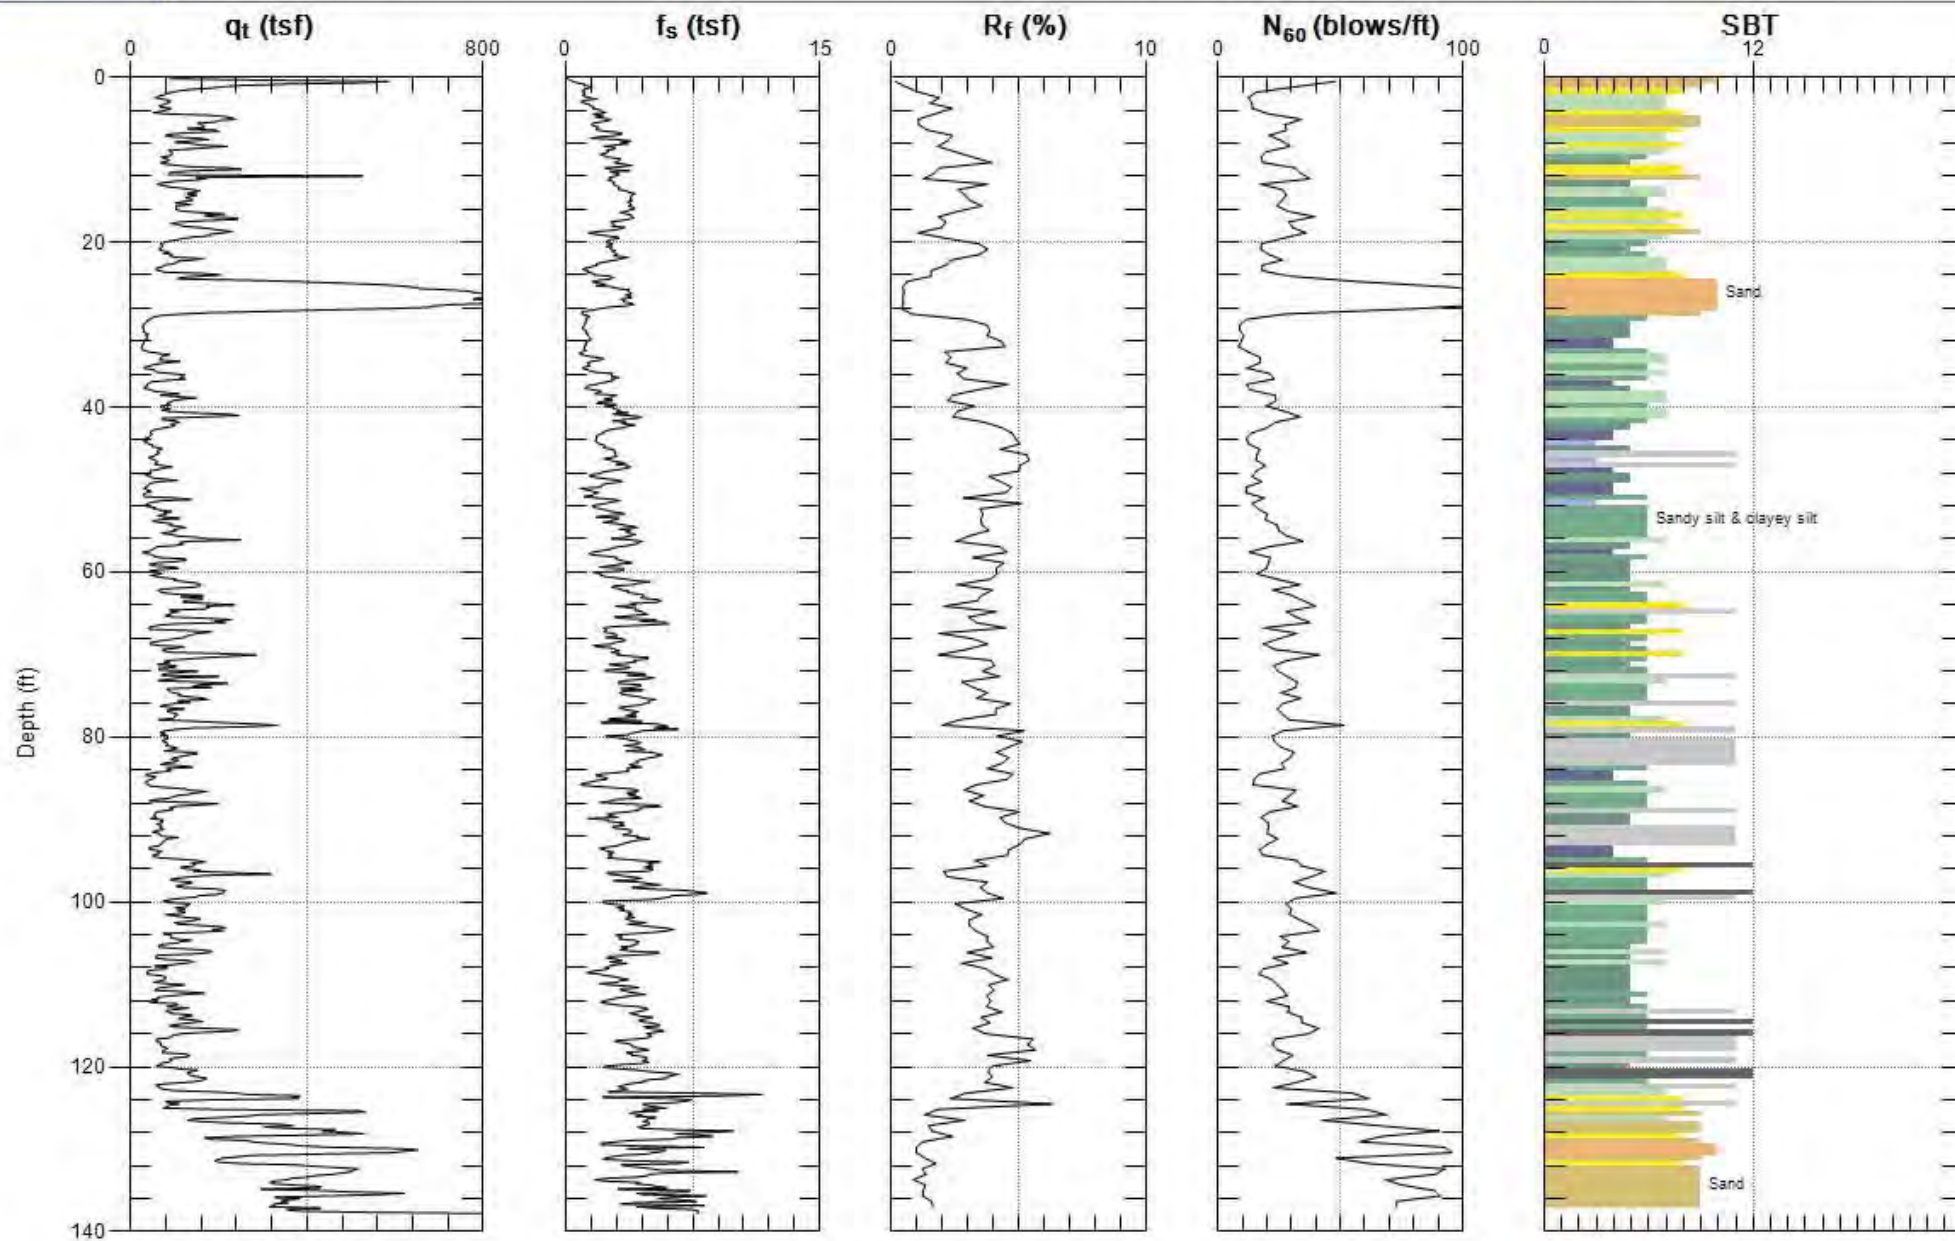 qt (tsf) fs (tsf) Rf (%) N60 (blows/ft) SBT
0 800 0 15 0 10 0 100 0 12
0
Sand
20
40
Sandy silt & clayey silt
60
Depth (ft)
80
100
120
Sand
140